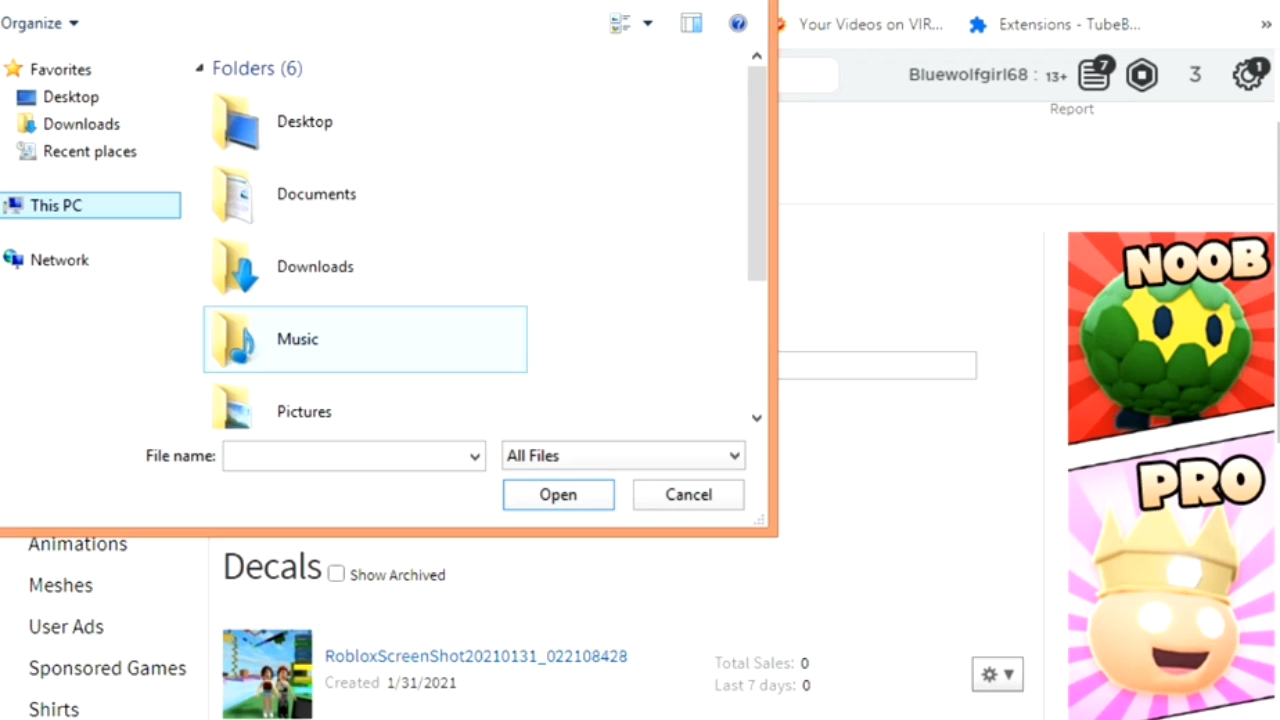 Organize
Favorites
Desktop
Downloads
Recent places
This PC
Network
Folders (6)
Desktop
Documents
Downloads
Music
Pictures
File name:
All Files
Open
Cancel
Your Videos on VIR...
Extensions - TubeB...
»
Bluewolfgirl68 : 13+
7
3
1
Report
NOOB
PRO
Animations
Meshes
User Ads
Sponsored Games
Shirts
Decals
Show Archived
RobloxScreenShot20210131_022108428
Created 1/31/2021
Total Sales: 0
Last 7 days: 0